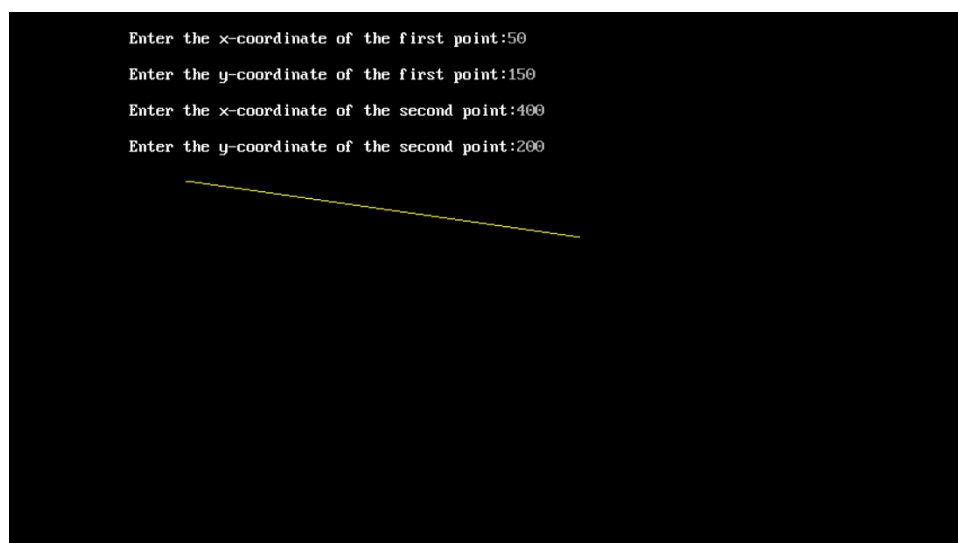 Enter the x-coordinate of the first point:50
Enter the y-coordinate of the first point:150
Enter the x-coordinate of the second point:400
Enter the y-coordinate of the second point:200